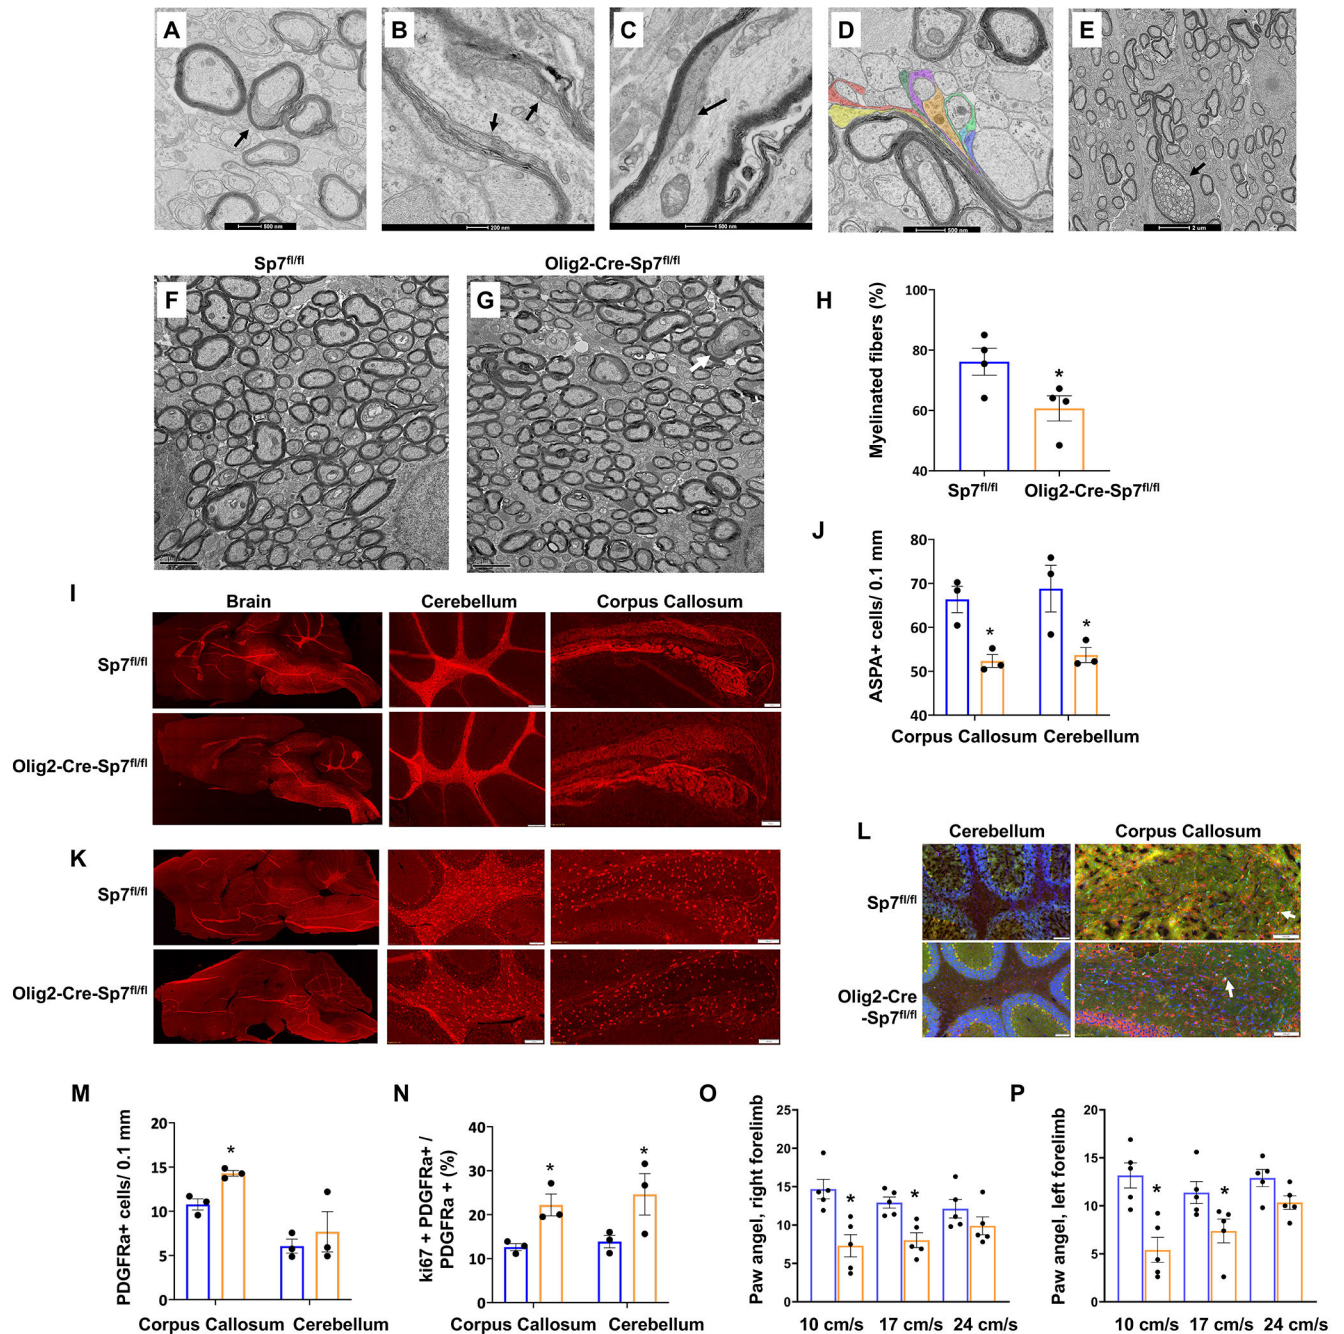 A
B
C
D
E
500 nm
200 nm
500 nm
500 nm
2 um
Sp7fl/fl
Olig2-Cre-Sp7fl/fl
F
G
H
Myelinated fibers (%)
100
80
60
40
Sp7fl/fl
Olig2-Cre-Sp7fl/fl
I
Brain
Cerebellum
Corpus Callosum
Sp7fl/fl
Olig2-Cre-Sp7fl/fl
J
ASPA+ cells/ 0.1 mm
80
70
60
50
40
*
*
*
Corpus Callosum
Cerebellum
K
Sp7fl/fl
Olig2-Cre-Sp7fl/fl
L
Cerebellum
Corpus Callosum
Sp7fl/fl
Olig2-Cre
-Sp7fl/fl
M
PDGFRa+ cells/ 0.1 mm
20
15
10
5
0
*
Corpus Callosum
Cerebellum
N
ki67 + PDGFRa+ /
PDGFRa + (%)
40
30
20
10
0
*
*
Corpus Callosum
Cerebellum
O
Paw angel, right forelimb
25
20
15
10
5
0
*
*
10 cm/s
17 cm/s
24 cm/s
P
Paw angel, left forelimb
20
15
10
5
0
*
*
10 cm/s
17 cm/s
24 cm/s